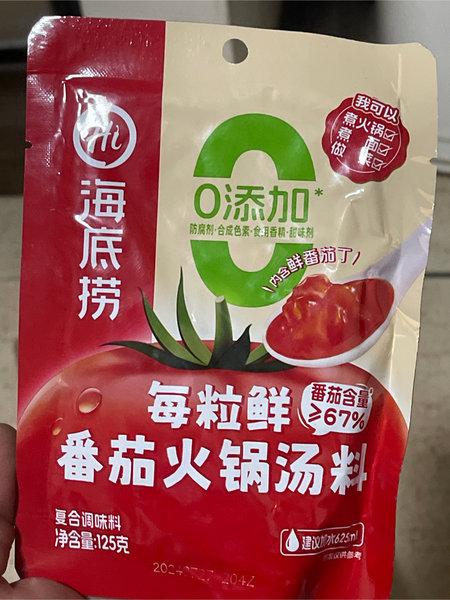 Hi
海底捞
我可以
煮火锅
煮 面
做 菜
0添加*
防腐剂·合成色素·食用香精·甜味剂
内含鲜番茄丁
每粒鲜
番茄含量
≥67%
番茄火锅汤料
复合调味料
净含量:125克
建议加水625ml